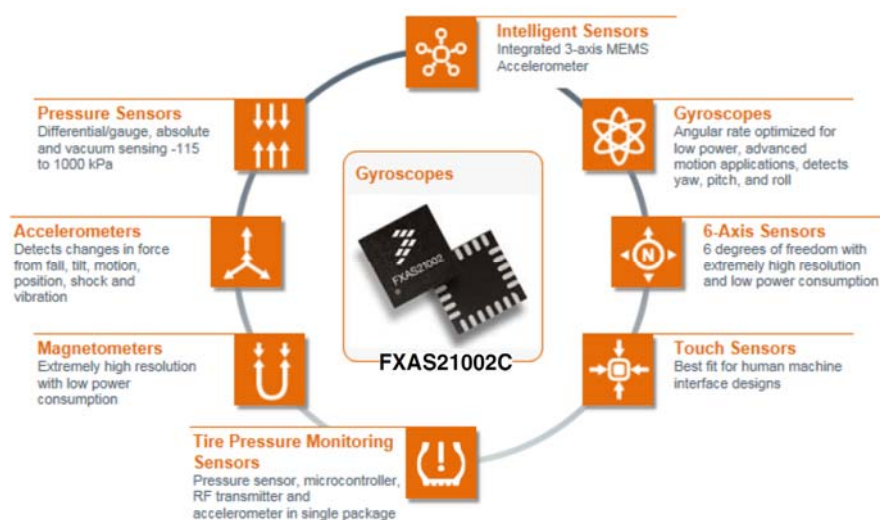 Intelligent Sensors
Integrated 3-axis MEMS
Accelerometer
Pressure Sensors
Differential/gauge, absolute
and vacuum sensing -115
to 1000 kPa
Gyroscopes
Angular rate optimized for
low power, advanced
motion applications, detects
yaw, pitch, and roll
Gyroscopes
FXAS21002
FXAS21002C
Accelerometers
Detects changes in force
from fall, tilt, motion,
position, shock and
vibration
N
6-Axis Sensors
6 degrees of freedom with
extremely high resolution
and low power consumption
Magnetometers
Extremely high resolution
with low power
consumption
Touch Sensors
Best fit for human machine
interface designs
Tire Pressure Monitoring
Sensors
Pressure sensor, microcontroller,
RF transmitter and
accelerometer in single package